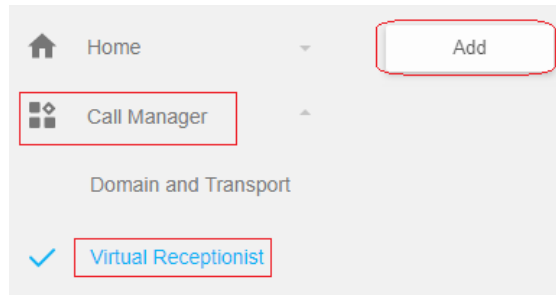 Home
Add
Call Manager
Domain and Transport
Virtual Receptionist